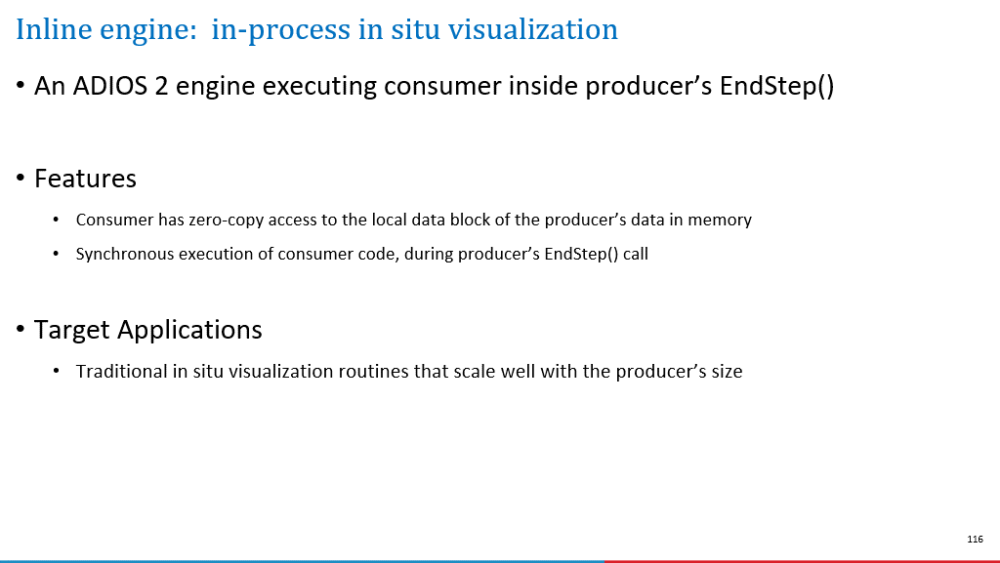 Inline engine:  in-process in situ visualization
• An ADIOS 2 engine executing consumer inside producer’s EndStep()
• Features
• Consumer has zero-copy access to the local data block of the producer’s data in memory
• Synchronous execution of consumer code, during producer’s EndStep() call
• Target Applications
• Traditional in situ visualization routines that scale well with the producer’s size
116